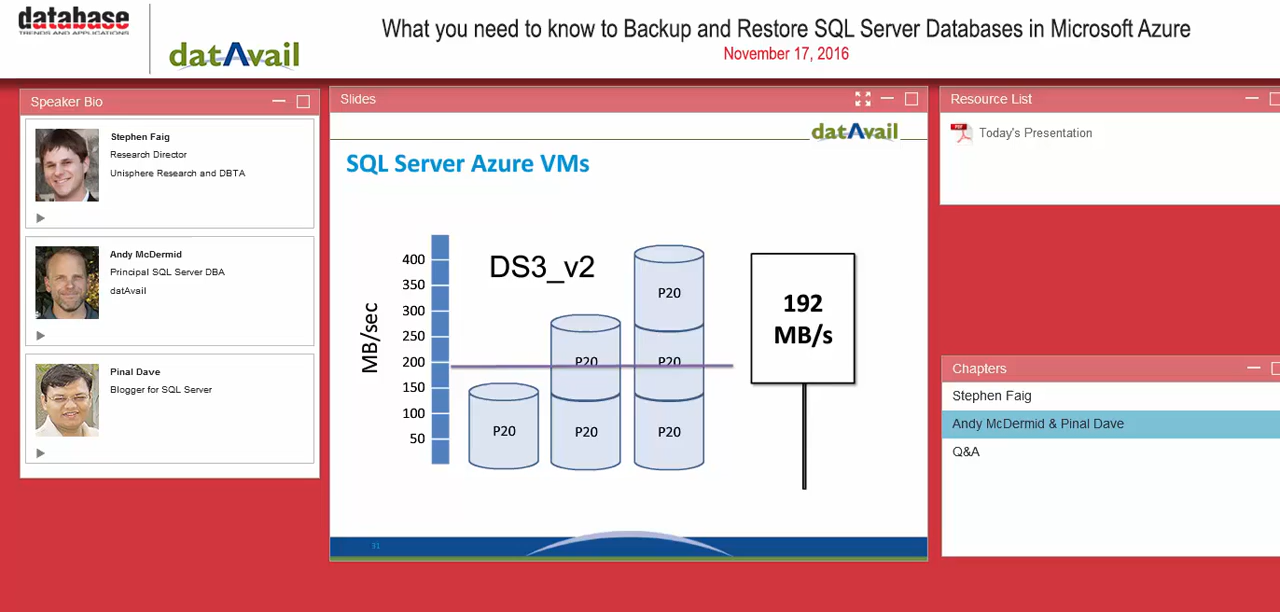 database
TRENDS AND APPLICATIONS
datAvail
What you need to know to Backup and Restore SQL Server Databases in Microsoft Azure
November 17, 2016
Speaker Bio
Stephen Faig
Research Director
Unisphere Research and DBTA
Andy McDermid
Principal SQL Server DBA
datAvail
Pinal Dave
Blogger for SQL Server
Slides
datAvail
SQL Server Azure VMs
MB/sec
400
350
300
250
200
150
100
50
DS3_v2
P20
P20
P20
P20
P20
P20
192
MB/s
31
Resource List
PDF
Today's Presentation
Chapters
Stephen Faig
Andy McDermid & Pinal Dave
Q&A